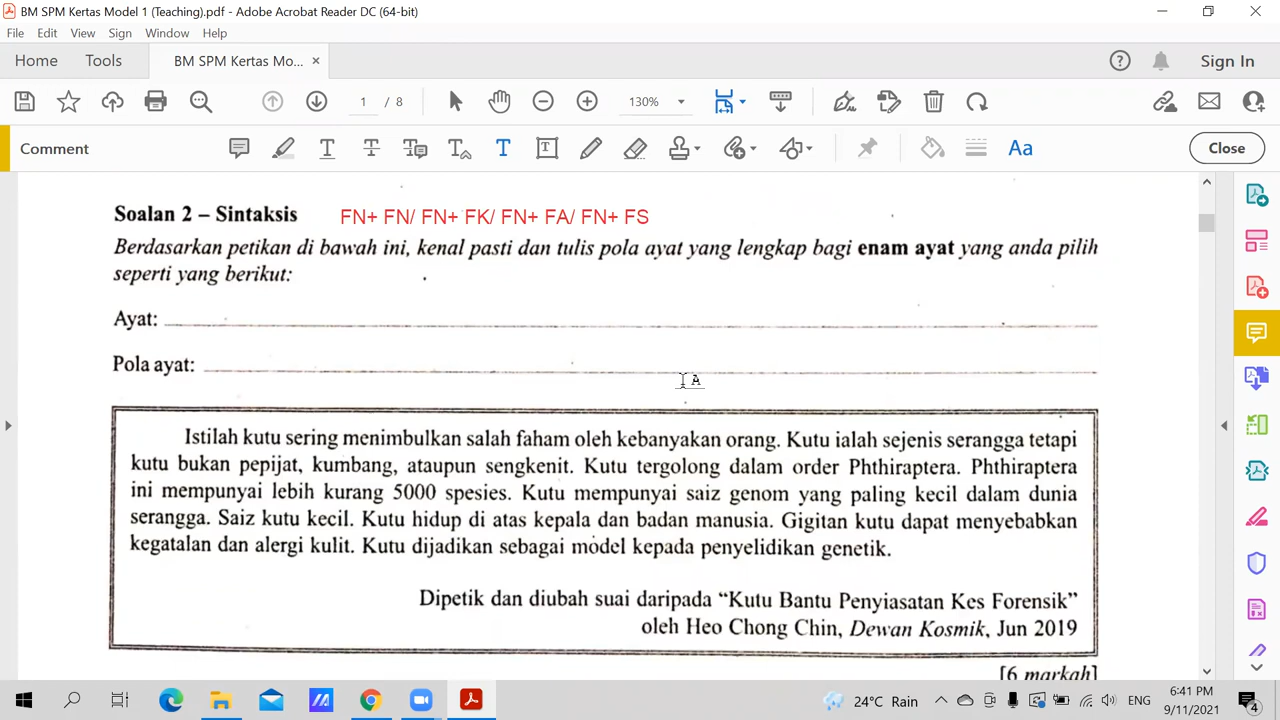 BM SPM Kertas Model 1 (Teaching).pdf - Adobe Acrobat Reader DC (64-bit)
File Edit View Sign Window Help
Home Tools BM SPM Kertas Mo... × Sign In
1 / 8 130%
Comment Aa Close
Soalan 2 – Sintaksis FN+ FN/ FN+ FK/ FN+ FA/ FN+ FS
Berdasarkan petikan di bawah ini, kenal pasti dan tulis pola ayat yang lengkap bagi enam ayat yang anda pilih
seperti yang berikut:
Ayat:
Pola ayat:
Istilah kutu sering menimbulkan salah faham oleh kebanyakan orang. Kutu ialah sejenis serangga tetapi
kutu bukan pepijat, kumbang, ataupun sengkenit. Kutu tergolong dalam order Phthiraptera. Phthiraptera
ini mempunyai lebih kurang 5000 spesies. Kutu mempunyai saiz genom yang paling kecil dalam dunia
serangga. Saiz kutu kecil. Kutu hidup di atas kepala dan badan manusia. Gigitan kutu dapat menyebabkan
kegatalan dan alergi kulit. Kutu dijadikan sebagai model kepada penyelidikan genetik.
Dipetik dan diubah suai daripada “Kutu Bantu Penyiasatan Kes Forensik”
oleh Heo Chong Chin, Dewan Kosmik, Jun 2019
[6 markah]
24°C Rain ENG 6:41 PM
9/11/2021 4